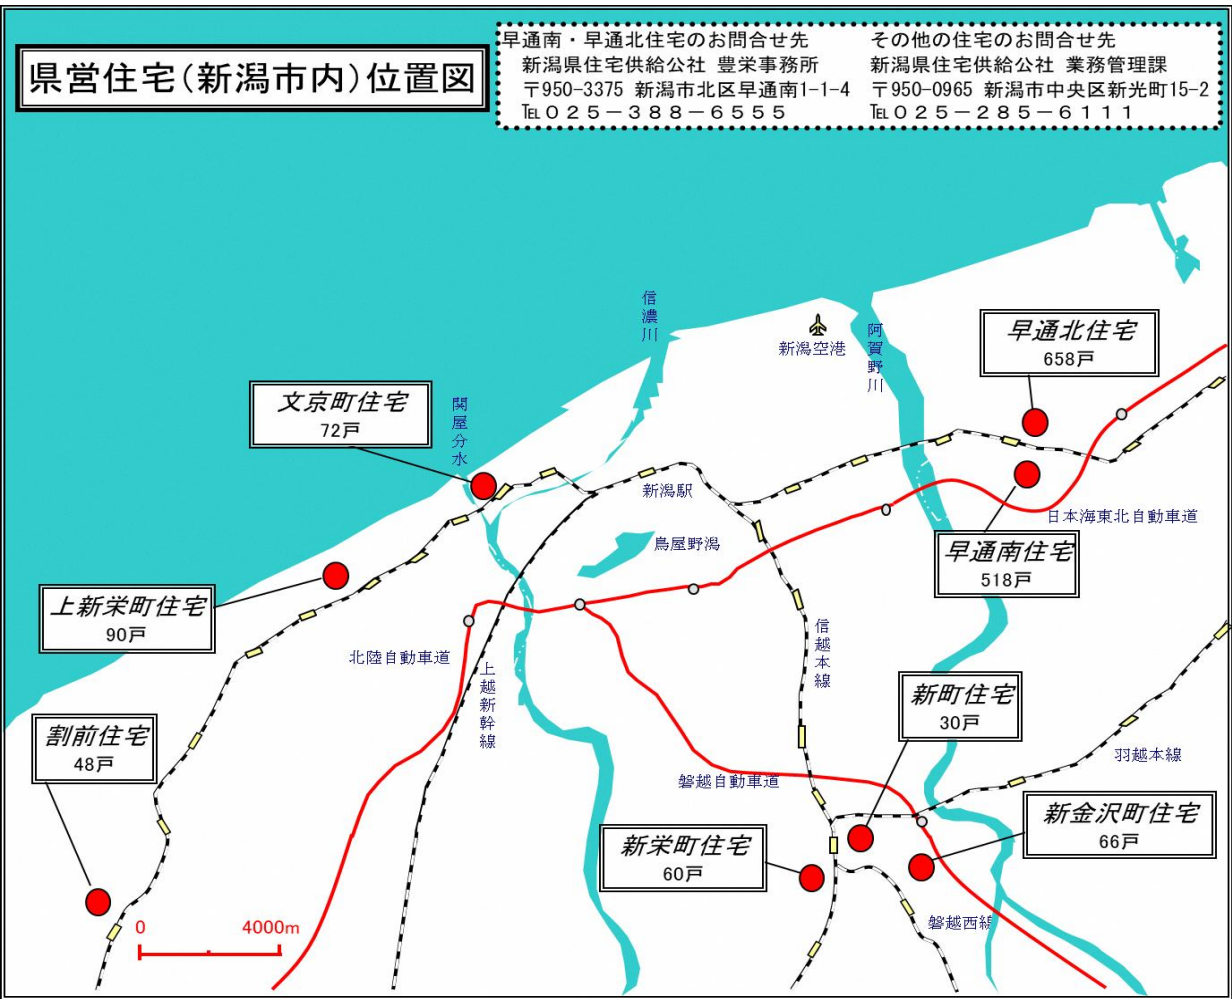 県営住宅(新潟市内)位置図
早通南・早通北住宅のお問合せ先
新潟県住宅供給公社 豊栄事務所
〒950-3375 新潟市北区早通南1-1-4
℡025-388-6555
その他の住宅のお問合せ先
新潟県住宅供給公社 業務管理課
〒950-0965 新潟市中央区新光町15-2
℡025-285-6111
信濃川
新潟空港
阿賀野川
早通北住宅
658戸
文京町住宅
72戸
関屋分水
新潟駅
鳥屋野潟
日本海東北自動車道
早通南住宅
518戸
上新栄町住宅
90戸
北陸自動車道
上越新幹線
信越本線
新町住宅
30戸
割前住宅
48戸
羽越本線
磐越自動車道
新金沢町住宅
66戸
新栄町住宅
60戸
磐越西線
0 4000m